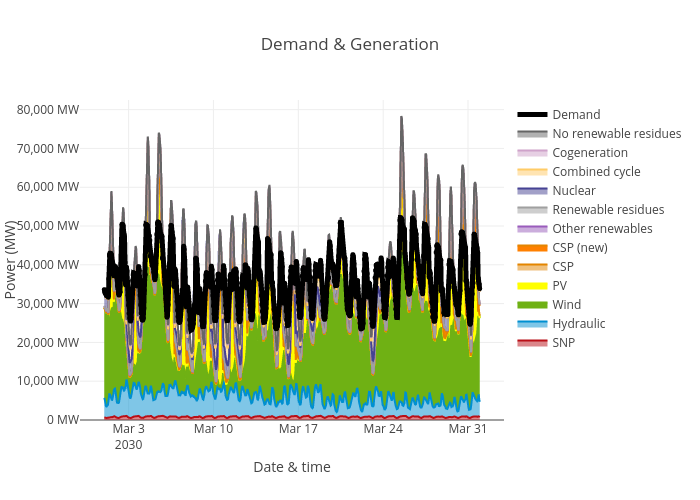 Demand & Generation
80,000 MW
70,000 MW
60,000 MW
50,000 MW
40,000 MW
30,000 MW
20,000 MW
10,000 MW
0 MW
Power (MW)
Mar 3
2030
Mar 10
Mar 17
Mar 24
Mar 31
Date & time
Demand
No renewable residues
Cogeneration
Combined cycle
Nuclear
Renewable residues
Other renewables
CSP (new)
CSP
PV
Wind
Hydraulic
SNP